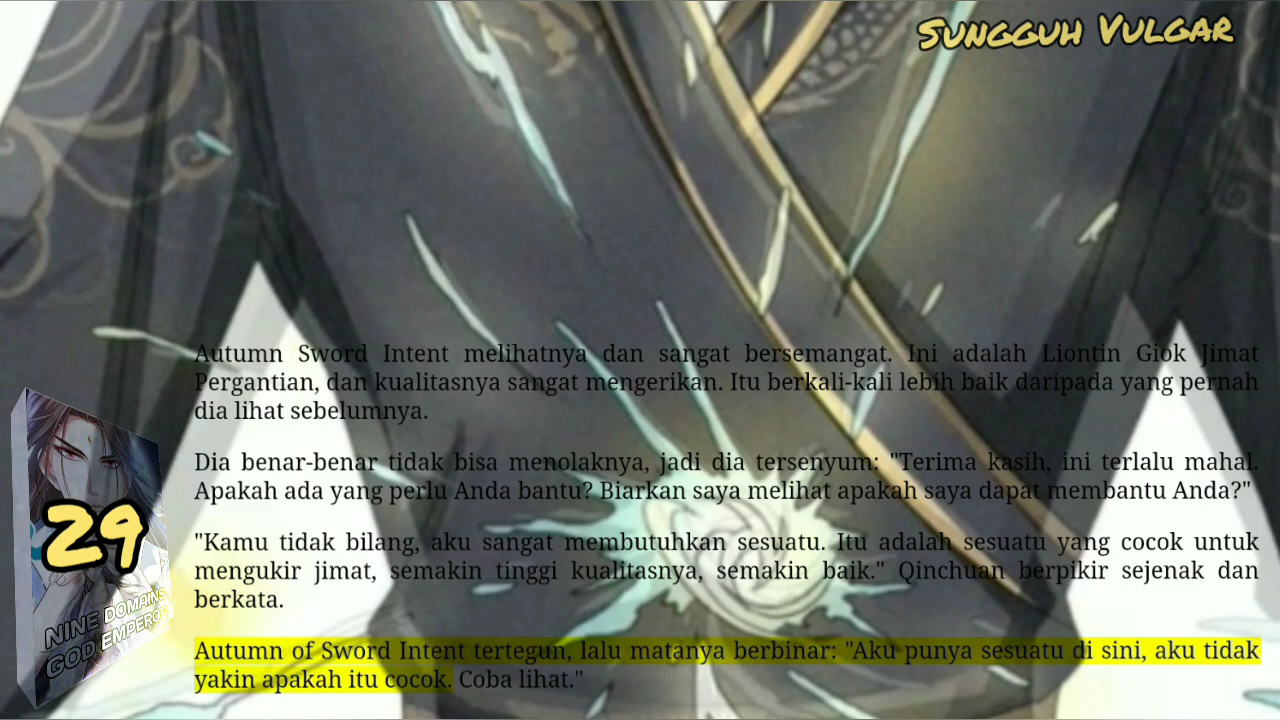 Sungguh Vulgar
Autumn Sword Intent melihatnya dan sangat bersemangat. Ini adalah Liontin Giok Jimat
Pergantian, dan kualitasnya sangat mengerikan. Itu berkali-kali lebih baik daripada yang pernah
dia lihat sebelumnya.
Dia benar-benar tidak bisa menolaknya, jadi dia tersenyum: "Terima kasih, ini terlalu mahal.
Apakah ada yang perlu Anda bantu? Biarkan saya melihat apakah saya dapat membantu Anda?"
"Kamu tidak bilang, aku sangat membutuhkan sesuatu. Itu adalah sesuatu yang cocok untuk
mengukir jimat, semakin tinggi kualitasnya, semakin baik." Qinchuan berpikir sejenak dan
berkata.
Autumn of Sword Intent tertegun, lalu matanya berbinar: "Aku punya sesuatu di sini, aku tidak
yakin apakah itu cocok. Coba lihat."
29
NINE DOMAINS
GOD EMPEROR